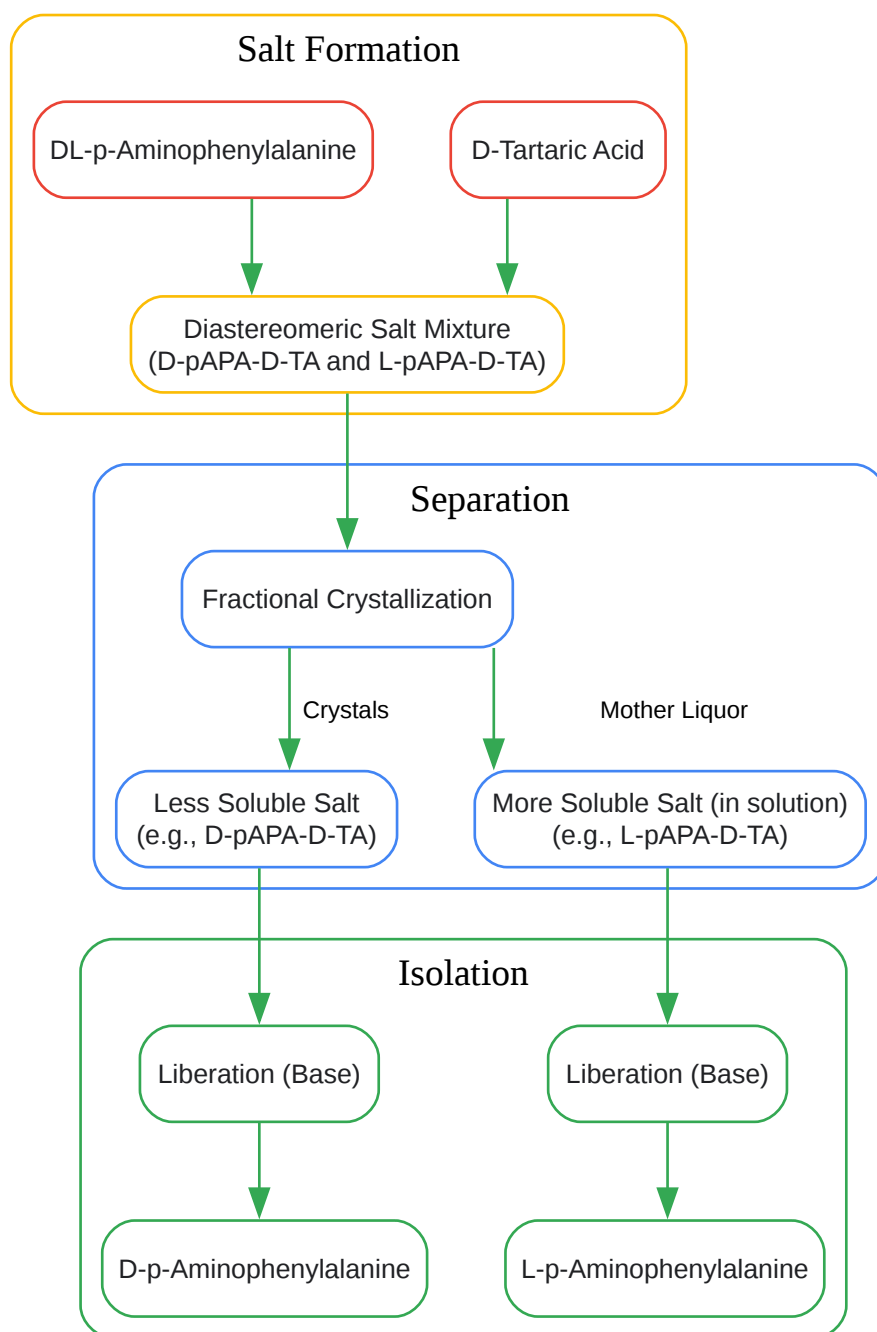 Salt Formation
DL-p-Aminophenylalanine
D-Tartaric Acid
Diastereomeric Salt Mixture
(D-pAPA-D-TA and L-pAPA-D-TA)
Separation
Fractional Crystallization
Crystals
Mother Liquor
Less Soluble Salt
(e.g., D-pAPA-D-TA)
More Soluble Salt (in solution)
(e.g., L-pAPA-D-TA)
Isolation
Liberation (Base)
Liberation (Base)
D-p-Aminophenylalanine
L-p-Aminophenylalanine